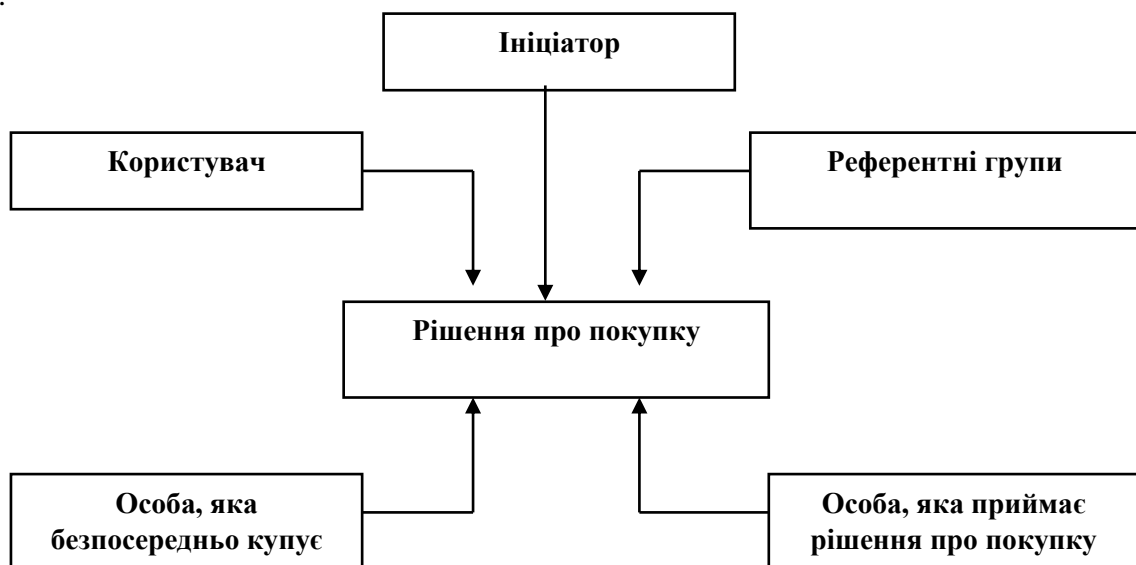 Ініціатор
Користувач
Референтні групи
Рішення про покупку
Особа, яка
безпосередньо купує
Особа, яка приймає
рішення про покупку